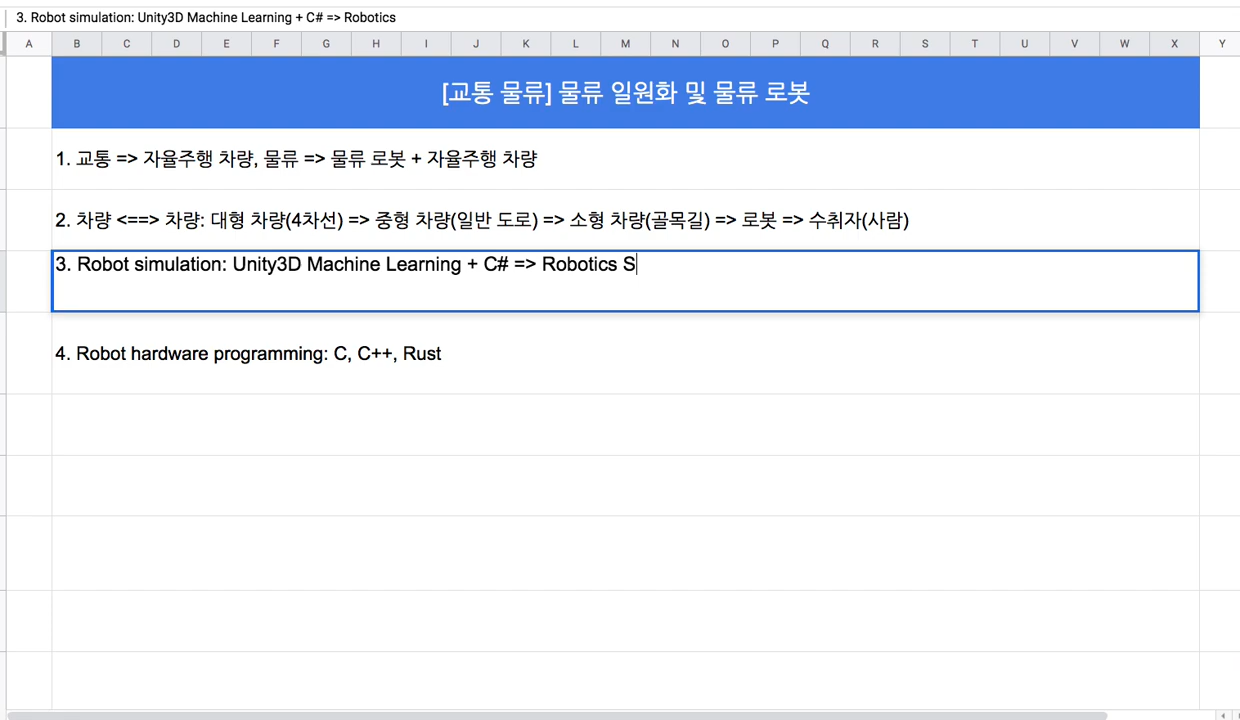 3. Robot simulation: Unity3D Machine Learning + C# => Robotics
A B C D E F G H I J K L M N O P Q R S T U V W X Y
[교통 물류] 물류 일원화 및 물류 로봇
1. 교통 => 자율주행 차량, 물류 => 물류 로봇 + 자율주행 차량
2. 차량 <==> 차량: 대형 차량(4차선) => 중형 차량(일반 도로) => 소형 차량(골목길) => 로봇 => 수취자(사람)
3. Robot simulation: Unity3D Machine Learning + C# => Robotics S
4. Robot hardware programming: C, C++, Rust